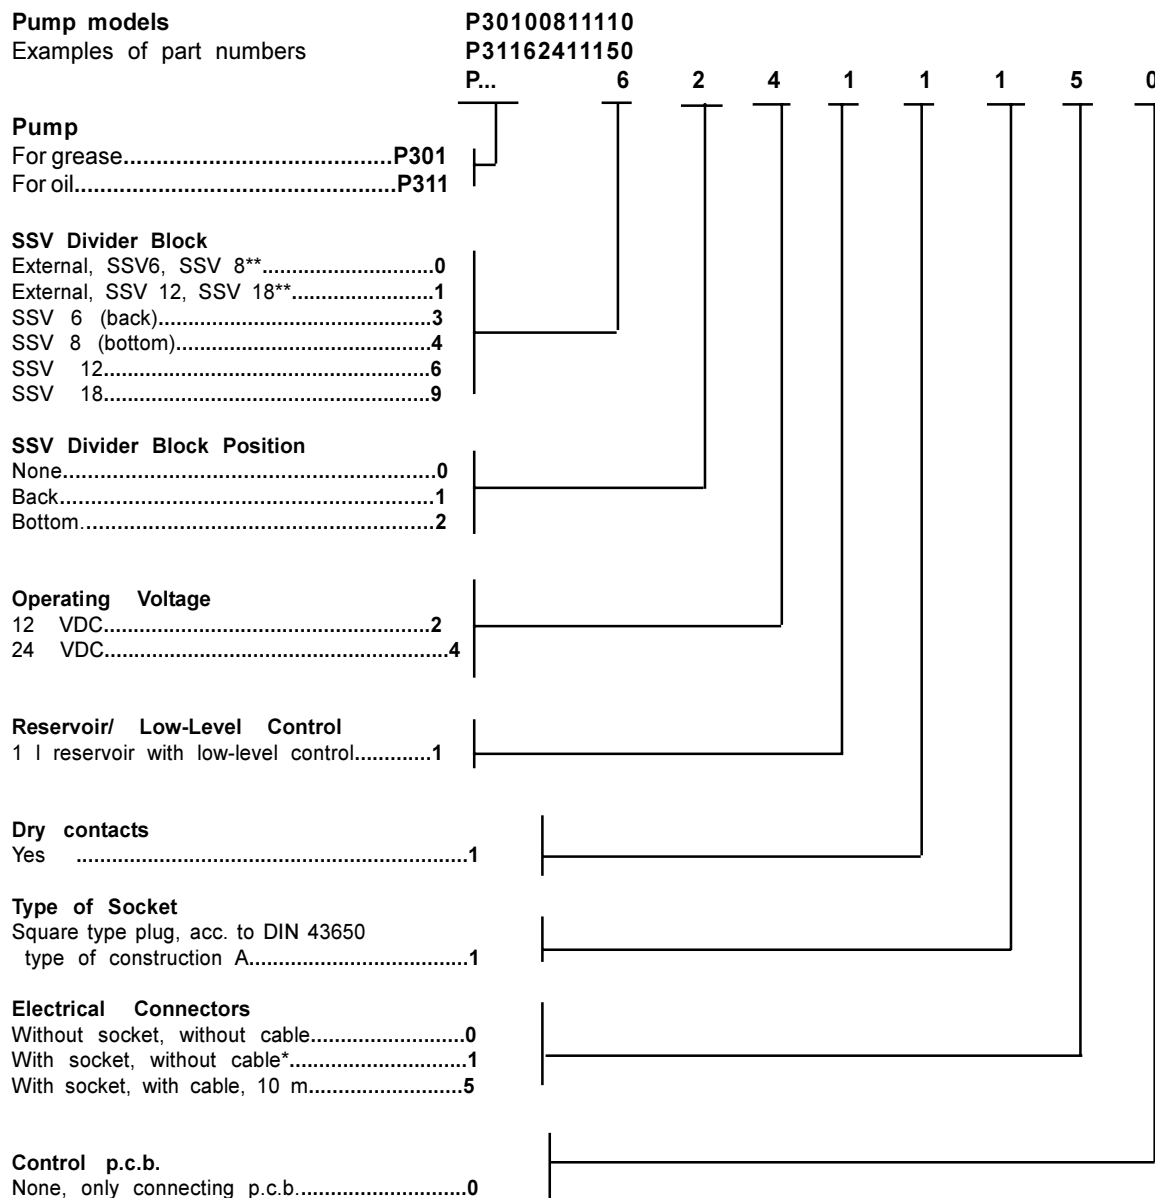 Pump models P30100811110
Examples of part numbers P31162411150
P... 6 2 4 1 1 1 5 0
Pump
For grease.............................................P301
For oil.....................................................P311
SSV Divider Block
External, SSV6, SSV 8**.............................0
External, SSV 12, SSV 18**........................1
SSV 6 (back)..............................................3
SSV 8 (bottom)...........................................4
SSV 12.......................................................6
SSV 18.......................................................9
SSV Divider Block Position
None...............................................................0
Back...............................................................1
Bottom............................................................2
Operating Voltage
12 VDC.......................................................2
24 VDC..........................................................4
Reservoir/ Low-Level Control
1 l reservoir with low-level control.............1
Dry contacts
Yes ..................................................................1
Type of Socket
Square type plug, acc. to DIN 43650
type of construction A.....................................1
Electrical Connectors
Without socket, without cable..........................0
With socket, without cable*..............................1
With socket, with cable, 10 m..........................5
Control p.c.b.
None, only connecting p.c.b.............................0